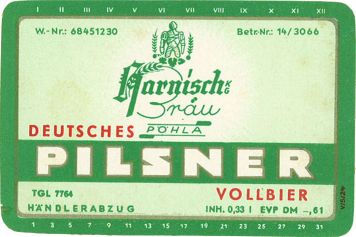 I II III IV V VI VII VIII IX X XI XII
W.-Nr.: 68451230 Betr.-Nr.: 14/3066
Harnisch KG
Bräu
DEUTSCHES PÖHLA
PILSNER
TGL 7764 VOLLBIER
HÄNDLERABZUG INH. 0,33 l EVP DM -,61
V/5/24
1 3 5 7 9 11 13 15 17 19 21 23 25 27 29 31